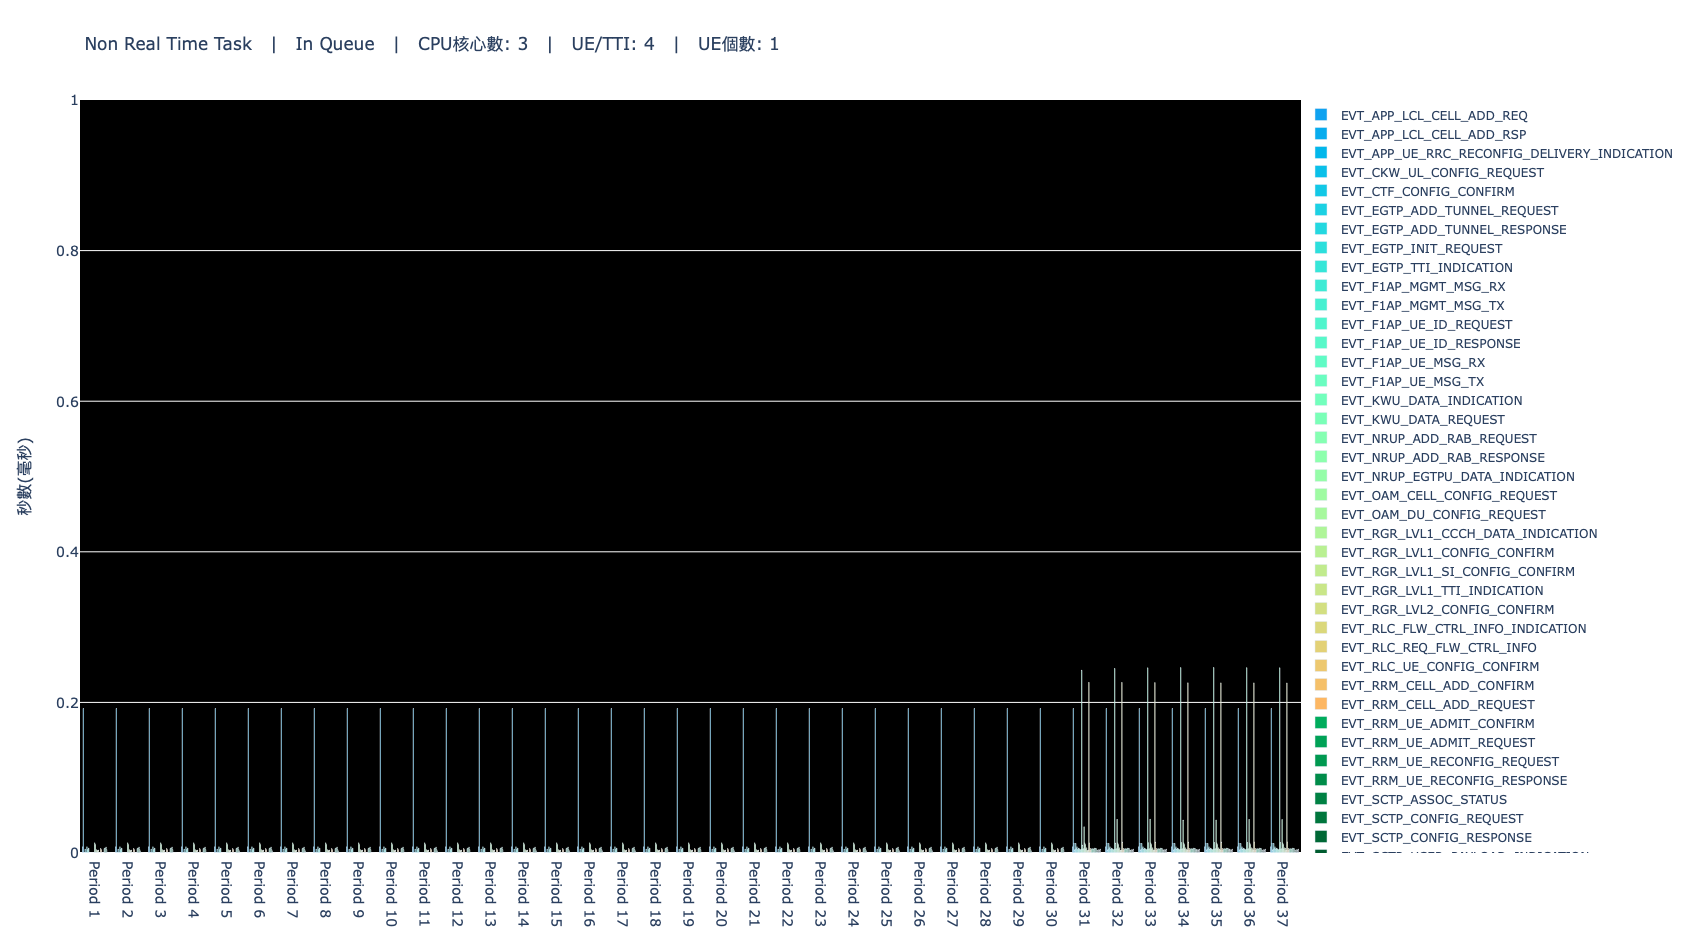 Non Real Time Task | In Queue | CPU核心數: 3 | UE/TTI: 4 | UE個數: 1
1
0.8
0.6
0.4
0.2
0
秒數(毫秒)
Period 1
Period 2
Period 3
Period 4
Period 5
Period 6
Period 7
Period 8
Period 9
Period 10
Period 11
Period 12
Period 13
Period 14
Period 15
Period 16
Period 17
Period 18
Period 19
Period 20
Period 21
Period 22
Period 23
Period 24
Period 25
Period 26
Period 27
Period 28
Period 29
Period 30
Period 31
Period 32
Period 33
Period 34
Period 35
Period 36
Period 37
EVT_APP_LCL_CELL_ADD_REQ
EVT_APP_LCL_CELL_ADD_RSP
EVT_APP_UE_RRC_RECONFIG_DELIVERY_INDICATION
EVT_CKW_UL_CONFIG_REQUEST
EVT_CTF_CONFIG_CONFIRM
EVT_EGTP_ADD_TUNNEL_REQUEST
EVT_EGTP_ADD_TUNNEL_RESPONSE
EVT_EGTP_INIT_REQUEST
EVT_EGTP_TTI_INDICATION
EVT_F1AP_MGMT_MSG_RX
EVT_F1AP_MGMT_MSG_TX
EVT_F1AP_UE_ID_REQUEST
EVT_F1AP_UE_ID_RESPONSE
EVT_F1AP_UE_MSG_RX
EVT_F1AP_UE_MSG_TX
EVT_KWU_DATA_INDICATION
EVT_KWU_DATA_REQUEST
EVT_NRUP_ADD_RAB_REQUEST
EVT_NRUP_ADD_RAB_RESPONSE
EVT_NRUP_EGTPU_DATA_INDICATION
EVT_OAM_CELL_CONFIG_REQUEST
EVT_OAM_DU_CONFIG_REQUEST
EVT_RGR_LVL1_CCCH_DATA_INDICATION
EVT_RGR_LVL1_CONFIG_CONFIRM
EVT_RGR_LVL1_SI_CONFIG_CONFIRM
EVT_RGR_LVL1_TTI_INDICATION
EVT_RGR_LVL2_CONFIG_CONFIRM
EVT_RLC_FLW_CTRL_INFO_INDICATION
EVT_RLC_REQ_FLW_CTRL_INFO
EVT_RLC_UE_CONFIG_CONFIRM
EVT_RRM_CELL_ADD_CONFIRM
EVT_RRM_CELL_ADD_REQUEST
EVT_RRM_UE_ADMIT_CONFIRM
EVT_RRM_UE_ADMIT_REQUEST
EVT_RRM_UE_RECONFIG_REQUEST
EVT_RRM_UE_RECONFIG_RESPONSE
EVT_SCTP_ASSOC_STATUS
EVT_SCTP_CONFIG_REQUEST
EVT_SCTP_CONFIG_RESPONSE